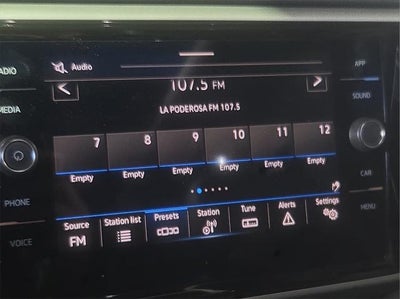 Audio
RADIO
APP
107.5 FM
MEDIA
SOUND
LA PODEROSA FM 107.5
7 8 9 10 11 12
Empty Empty Empty Empty Empty Empty
PHONE
CAR
VOICE
MENU
Source Station list Presets Station Tune Alerts Settings
FM